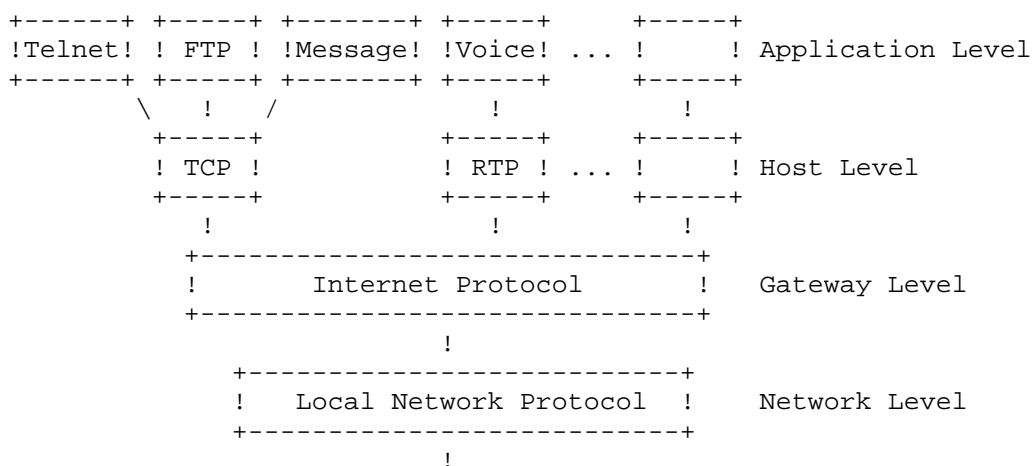 +------+ +-----+ +-------+ +-----+     +-----+
!Telnet! ! FTP ! !Message! !Voice! ... !     ! Application Level
+------+ +-----+ +-------+ +-----+     +-----+
        \   !   /             !           !
         +-----+           +-----+     +-----+
         ! TCP !           ! RTP ! ... !     ! Host Level
         +-----+           +-----+     +-----+
            !                 !           !
           +-------------------------------+
           !       Internet Protocol       !   Gateway Level
           +-------------------------------+
                           !
              +---------------------------+
              !   Local Network Protocol  !    Network Level
              +---------------------------+
                           !